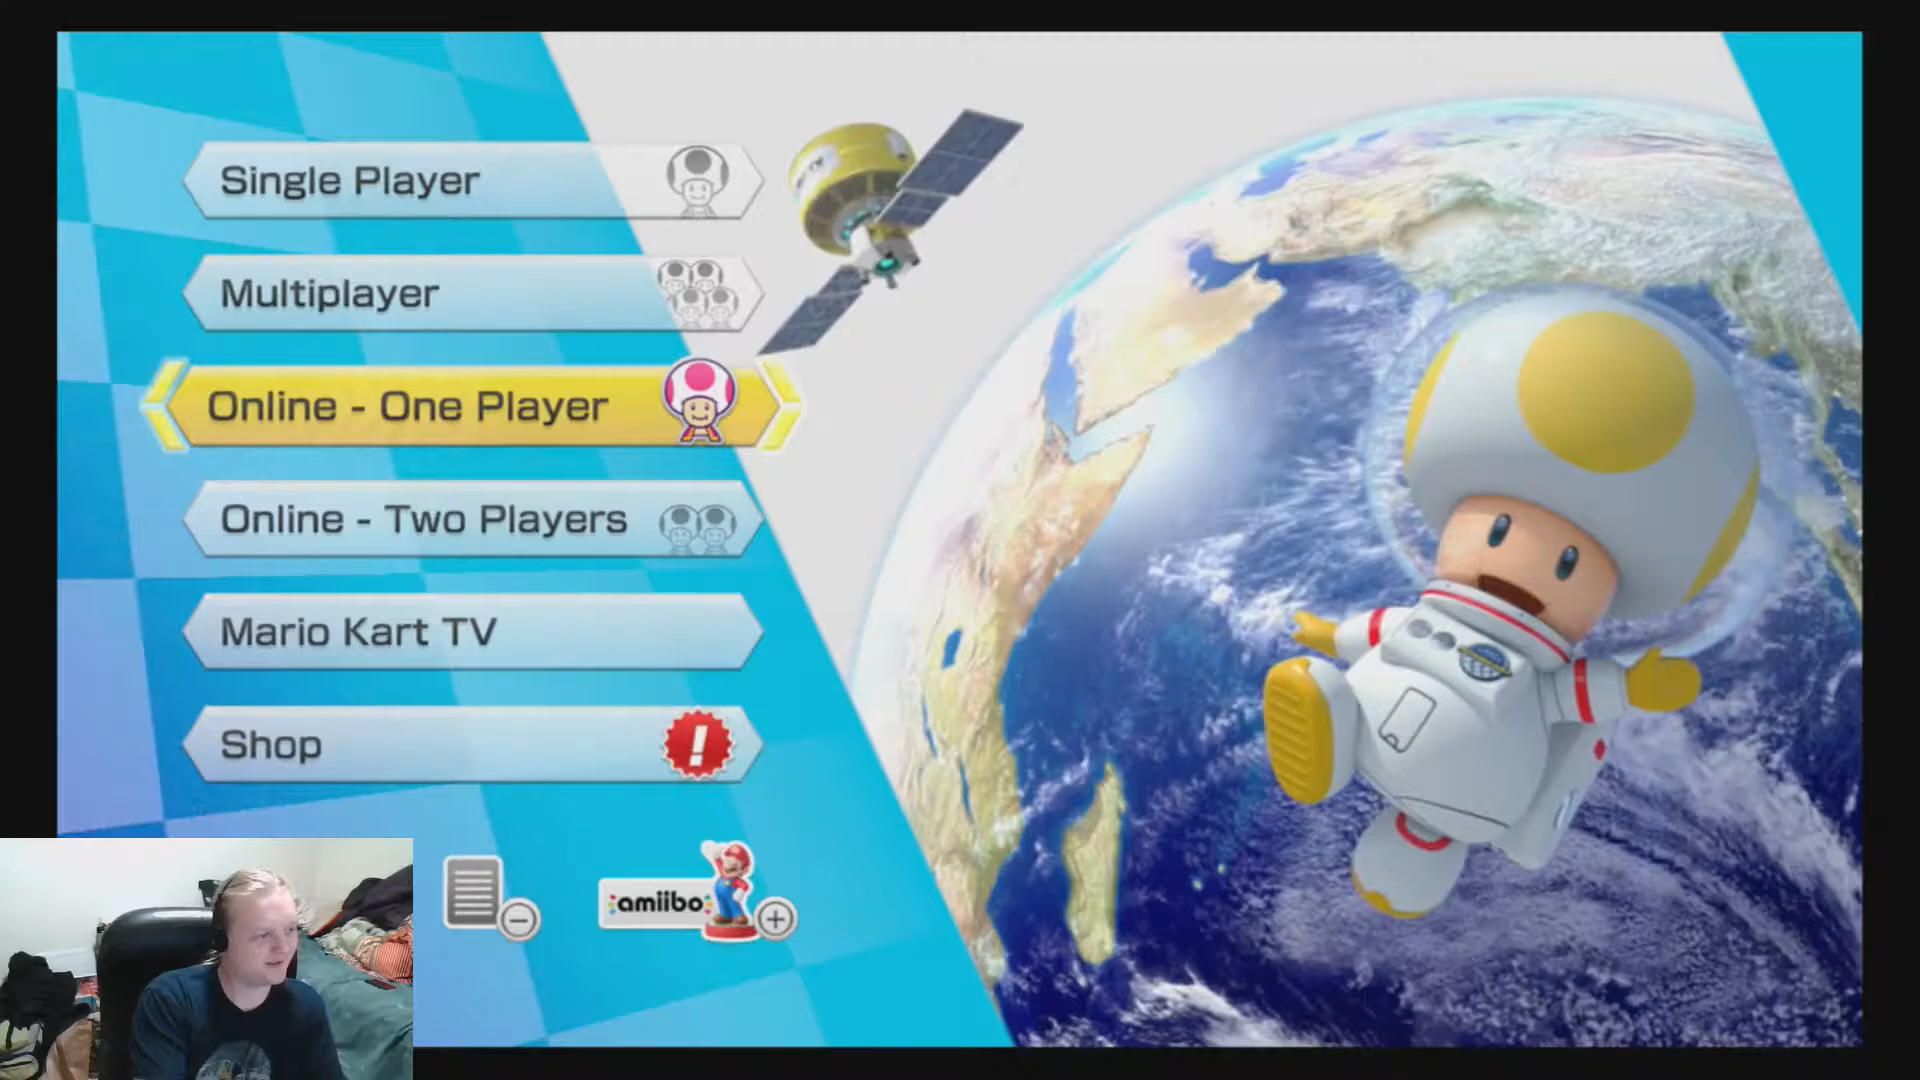 Single Player
Multiplayer
Online - One Player
Online - Two Players
Mario Kart TV
Shop
!
amiibo